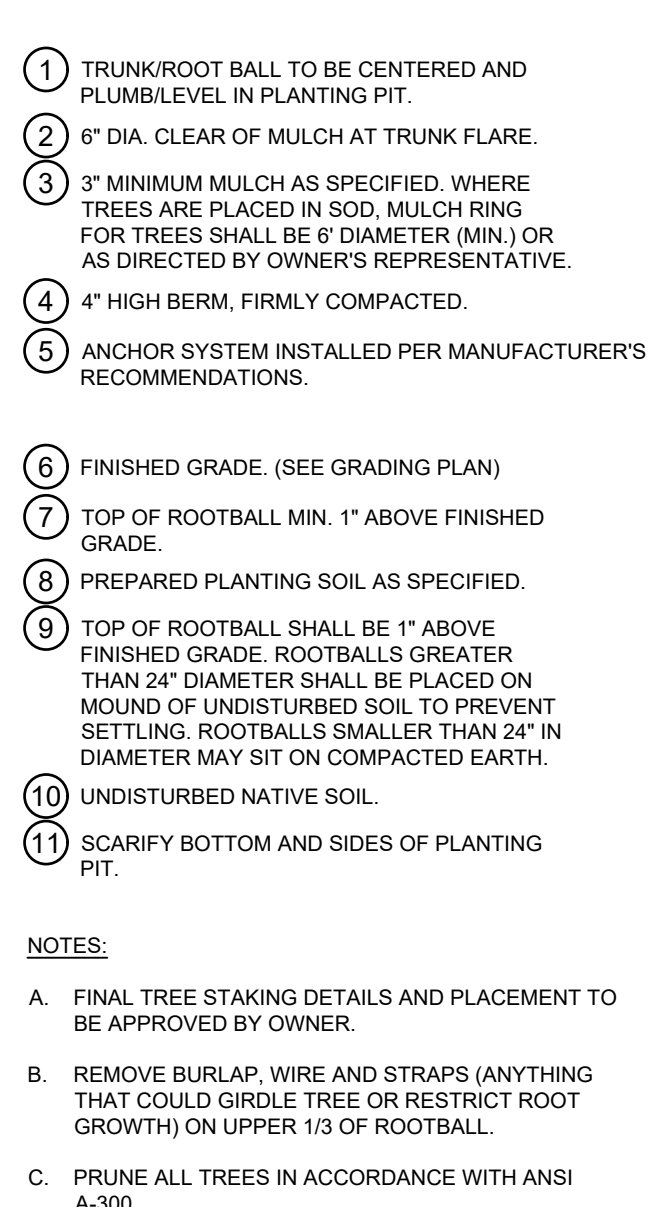 1 TRUNK/ROOT BALL TO BE CENTERED AND
PLUMB/LEVEL IN PLANTING PIT.
2 6" DIA. CLEAR OF MULCH AT TRUNK FLARE.
3 3" MINIMUM MULCH AS SPECIFIED. WHERE
TREES ARE PLACED IN SOD, MULCH RING
FOR TREES SHALL BE 6' DIAMETER (MIN.) OR
AS DIRECTED BY OWNER'S REPRESENTATIVE.
4 4" HIGH BERM, FIRMLY COMPACTED.
5 ANCHOR SYSTEM INSTALLED PER MANUFACTURER'S
RECOMMENDATIONS.
6 FINISHED GRADE. (SEE GRADING PLAN)
7 TOP OF ROOTBALL MIN. 1" ABOVE FINISHED
GRADE.
8 PREPARED PLANTING SOIL AS SPECIFIED.
9 TOP OF ROOTBALL SHALL BE 1" ABOVE
FINISHED GRADE. ROOTBALLS GREATER
THAN 24" DIAMETER SHALL BE PLACED ON
MOUND OF UNDISTURBED SOIL TO PREVENT
SETTLING. ROOTBALLS SMALLER THAN 24" IN
DIAMETER MAY SIT ON COMPACTED EARTH.
10 UNDISTURBED NATIVE SOIL.
11 SCARIFY BOTTOM AND SIDES OF PLANTING
PIT.
NOTES:
A. FINAL TREE STAKING DETAILS AND PLACEMENT TO
BE APPROVED BY OWNER.
B. REMOVE BURLAP, WIRE AND STRAPS (ANYTHING
THAT COULD GIRDLE TREE OR RESTRICT ROOT
GROWTH) ON UPPER 1/3 OF ROOTBALL.
C. PRUNE ALL TREES IN ACCORDANCE WITH ANSI
A-300